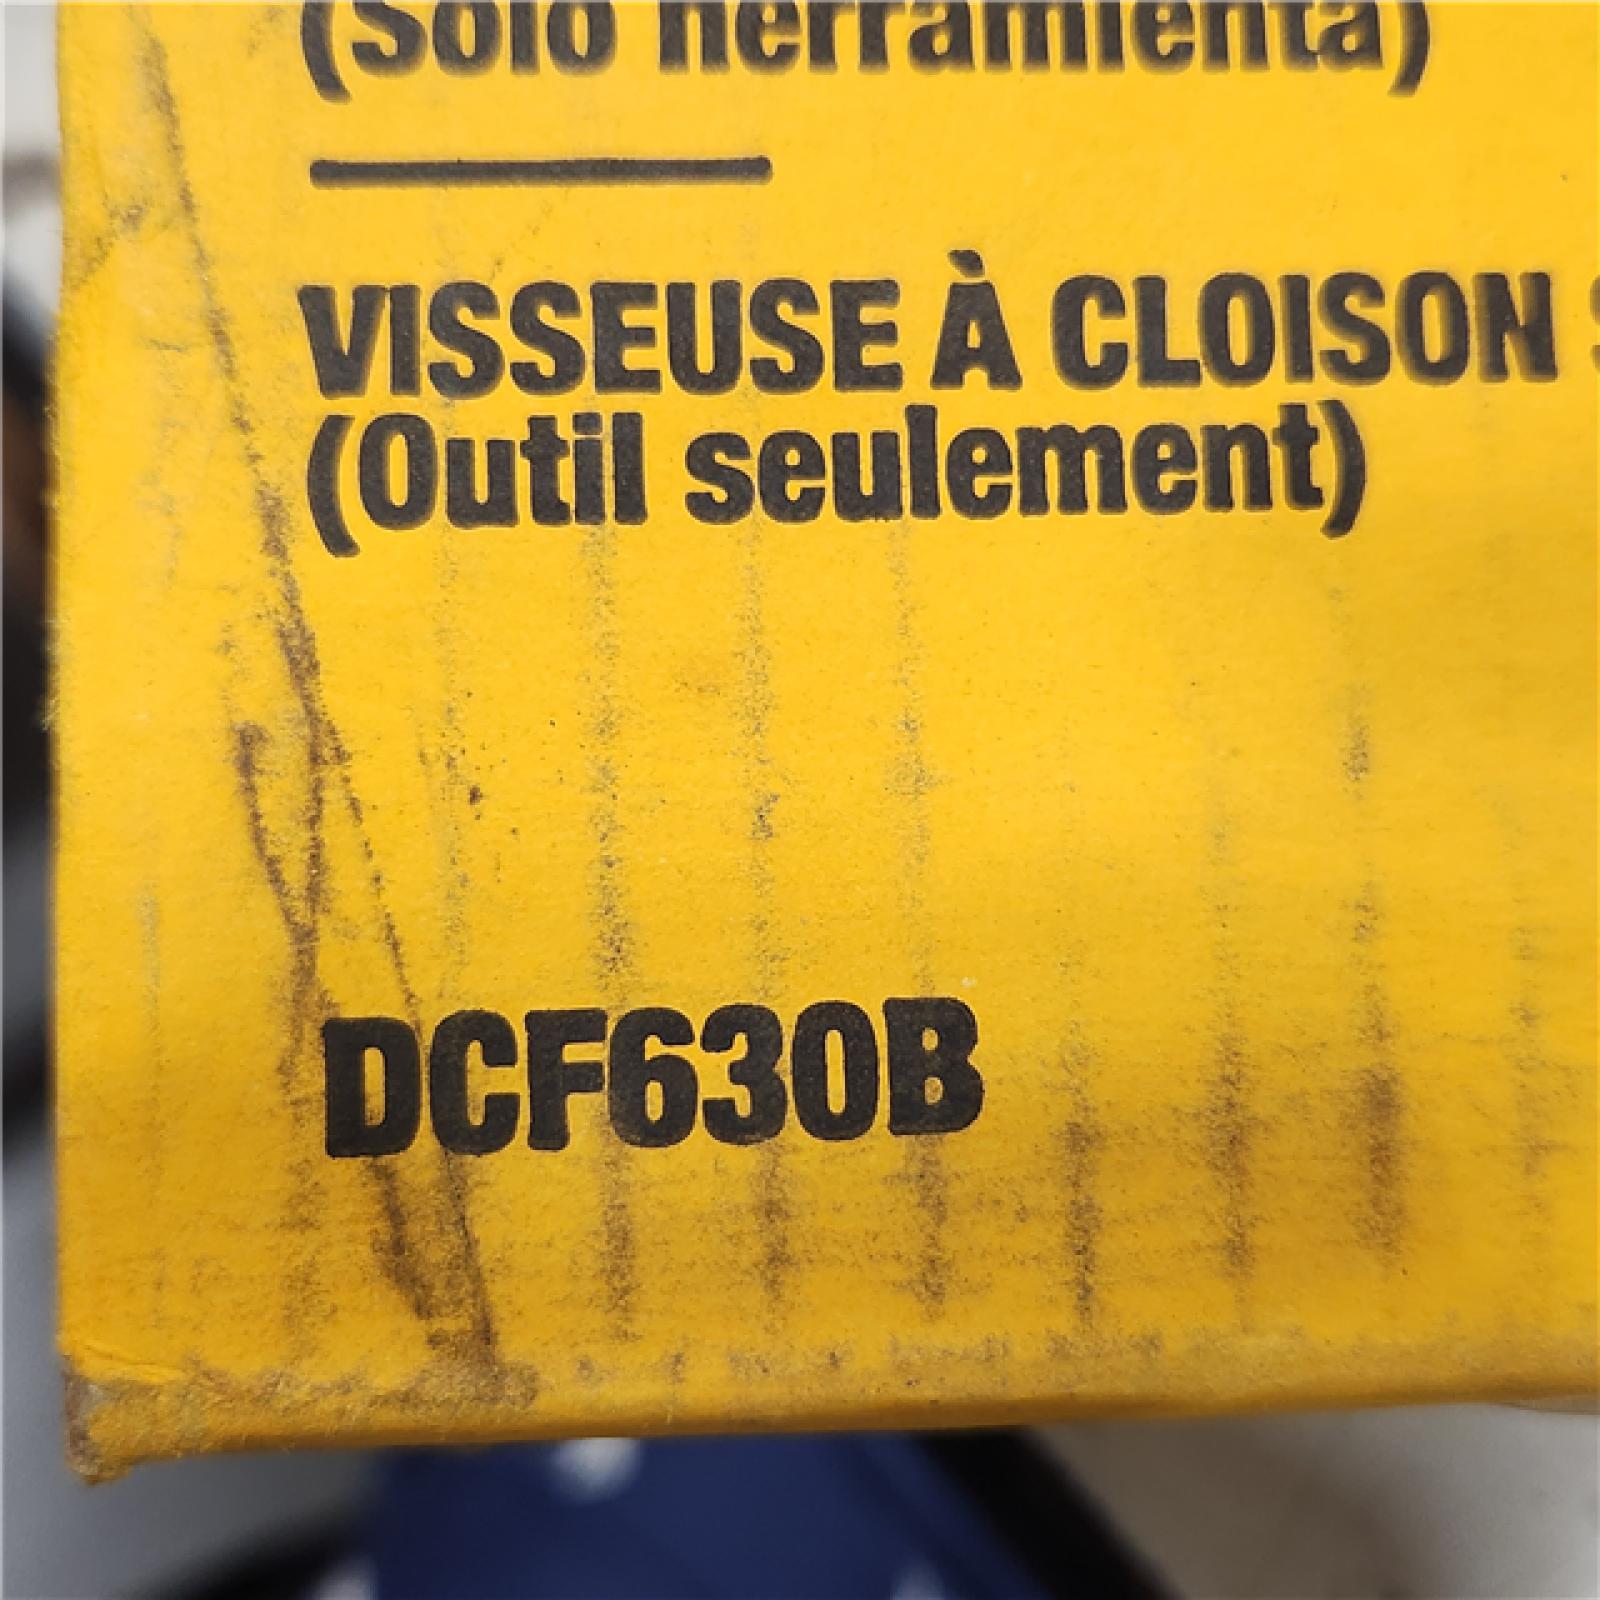 (Solo herramienta)
VISSEUSE À CLOISON
(Outil seulement)
DCF630B